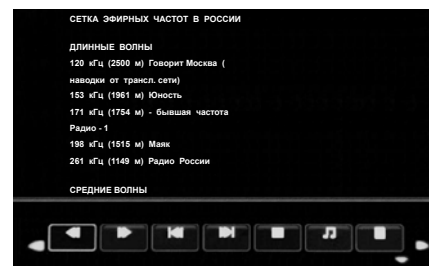 СЕТКА ЭФИРНЫХ ЧАСТОТ В РОССИИ
ДЛИННЫЕ ВОЛНЫ
120 кГц (2500 м) Говорит Москва (
наводки от трансл. сети)
153 кГц (1961 м) Юность
171 кГц (1754 м) - бывшая частота
Радио - 1
198 кГц (1515 м) Маяк
261 кГц (1149 м) Радио России
СРЕДНИЕ ВОЛНЫ